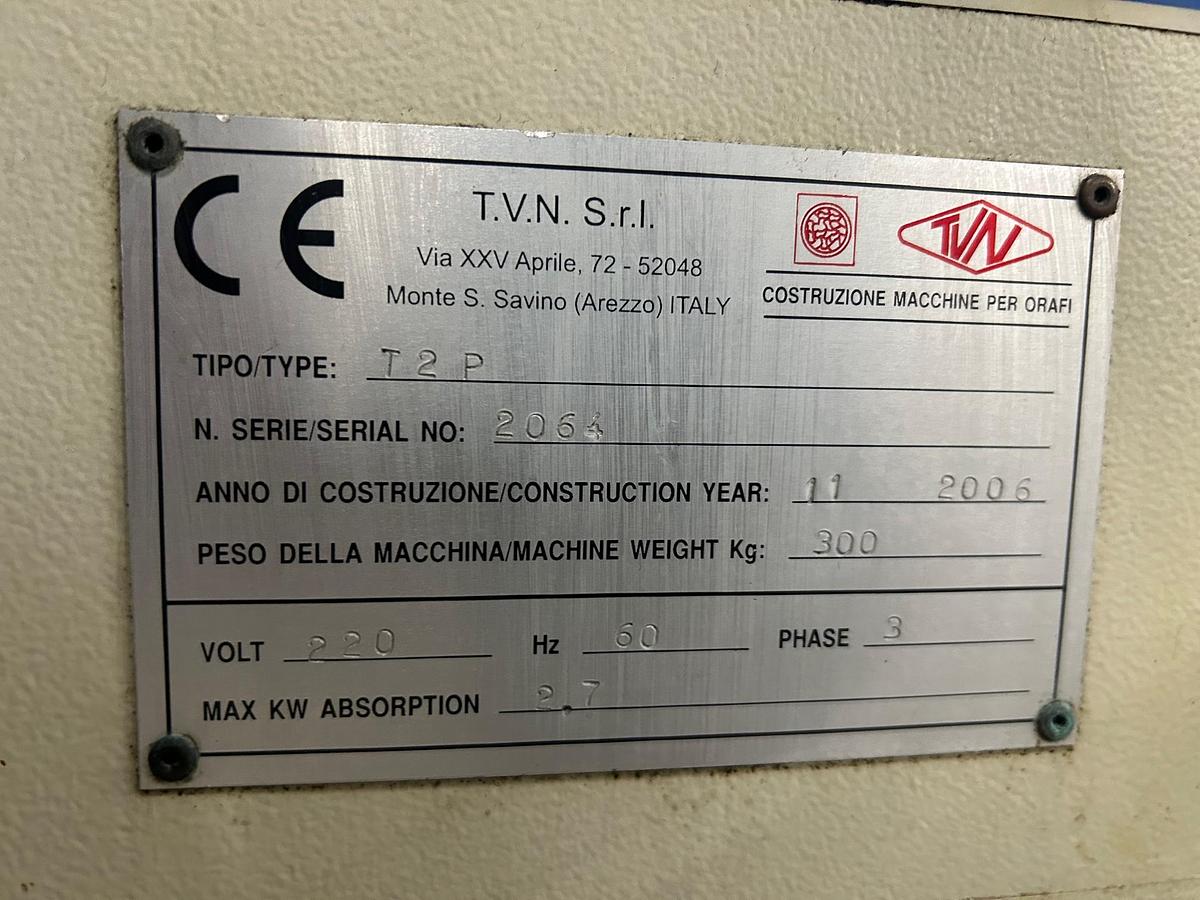 CE
T.V.N. S.r.l.
Via XXV Aprile, 72 - 52048
Monte S. Savino (Arezzo) ITALY
TVN
COSTRUZIONE MACCHINE PER ORAFI
TIPO/TYPE: T2P
N. SERIE/SERIAL NO: 2064
ANNO DI COSTRUZIONE/CONSTRUCTION YEAR: 11 2006
PESO DELLA MACCHINA/MACHINE WEIGHT Kg: 300
VOLT 220 Hz 60 PHASE 3
MAX KW ABSORPTION 2.7